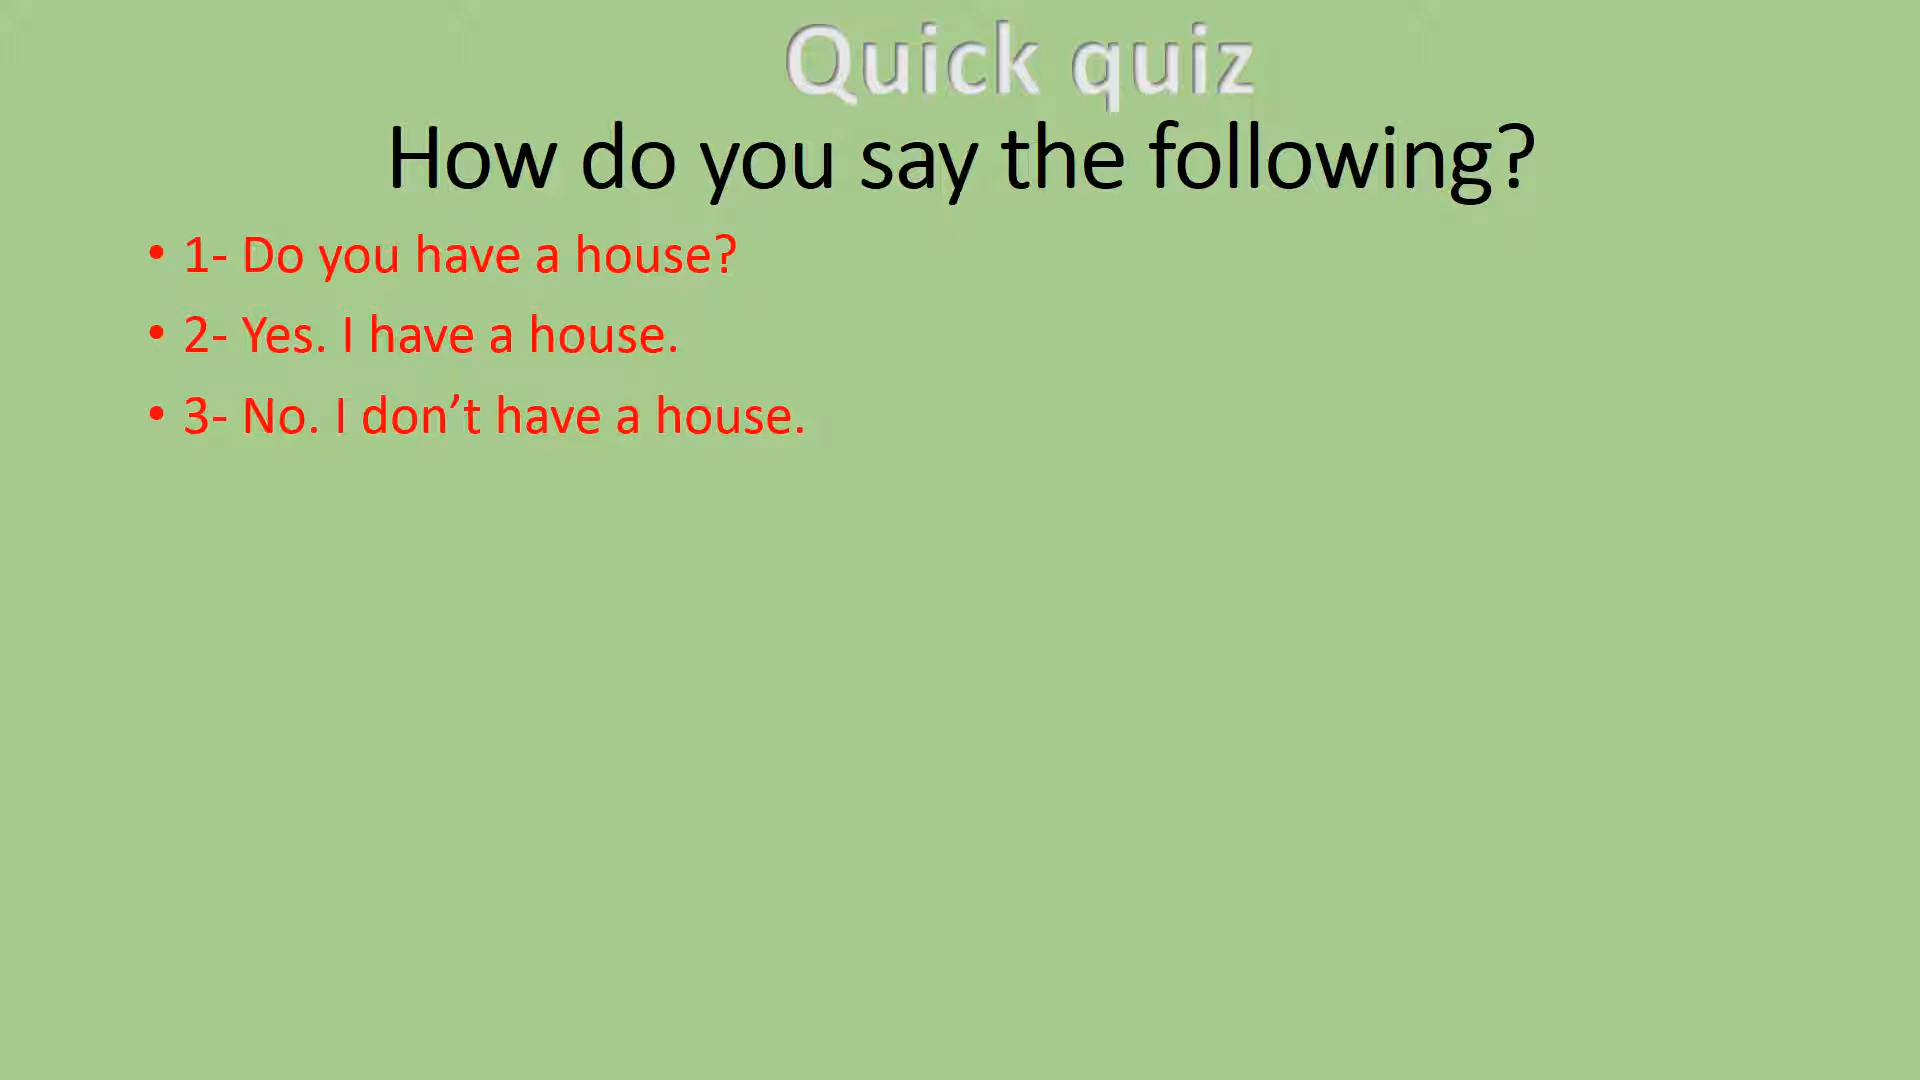 Quick quiz
How do you say the following?
• 1- Do you have a house?
• 2- Yes. I have a house.
• 3- No. I don’t have a house.